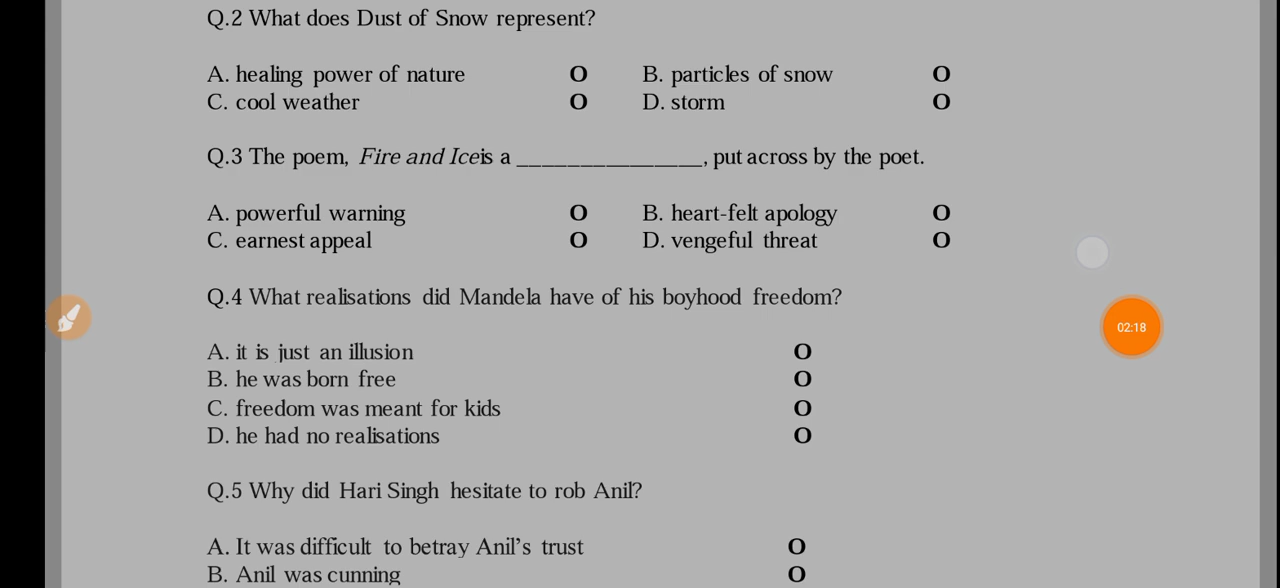 Q.2 What does Dust of Snow represent?
A. healing power of nature O B. particles of snow O
C. cool weather O D. storm O
Q.3 The poem, Fire and Iceis a ________________, put across by the poet.
A. powerful warning O B. heart-felt apology O
C. earnest appeal O D. vengeful threat O
Q.4 What realisations did Mandela have of his boyhood freedom?
02:18
A. it is just an illusion O
B. he was born free O
C. freedom was meant for kids O
D. he had no realisations O
Q.5 Why did Hari Singh hesitate to rob Anil?
A. It was difficult to betray Anil’s trust O
B. Anil was cunning O